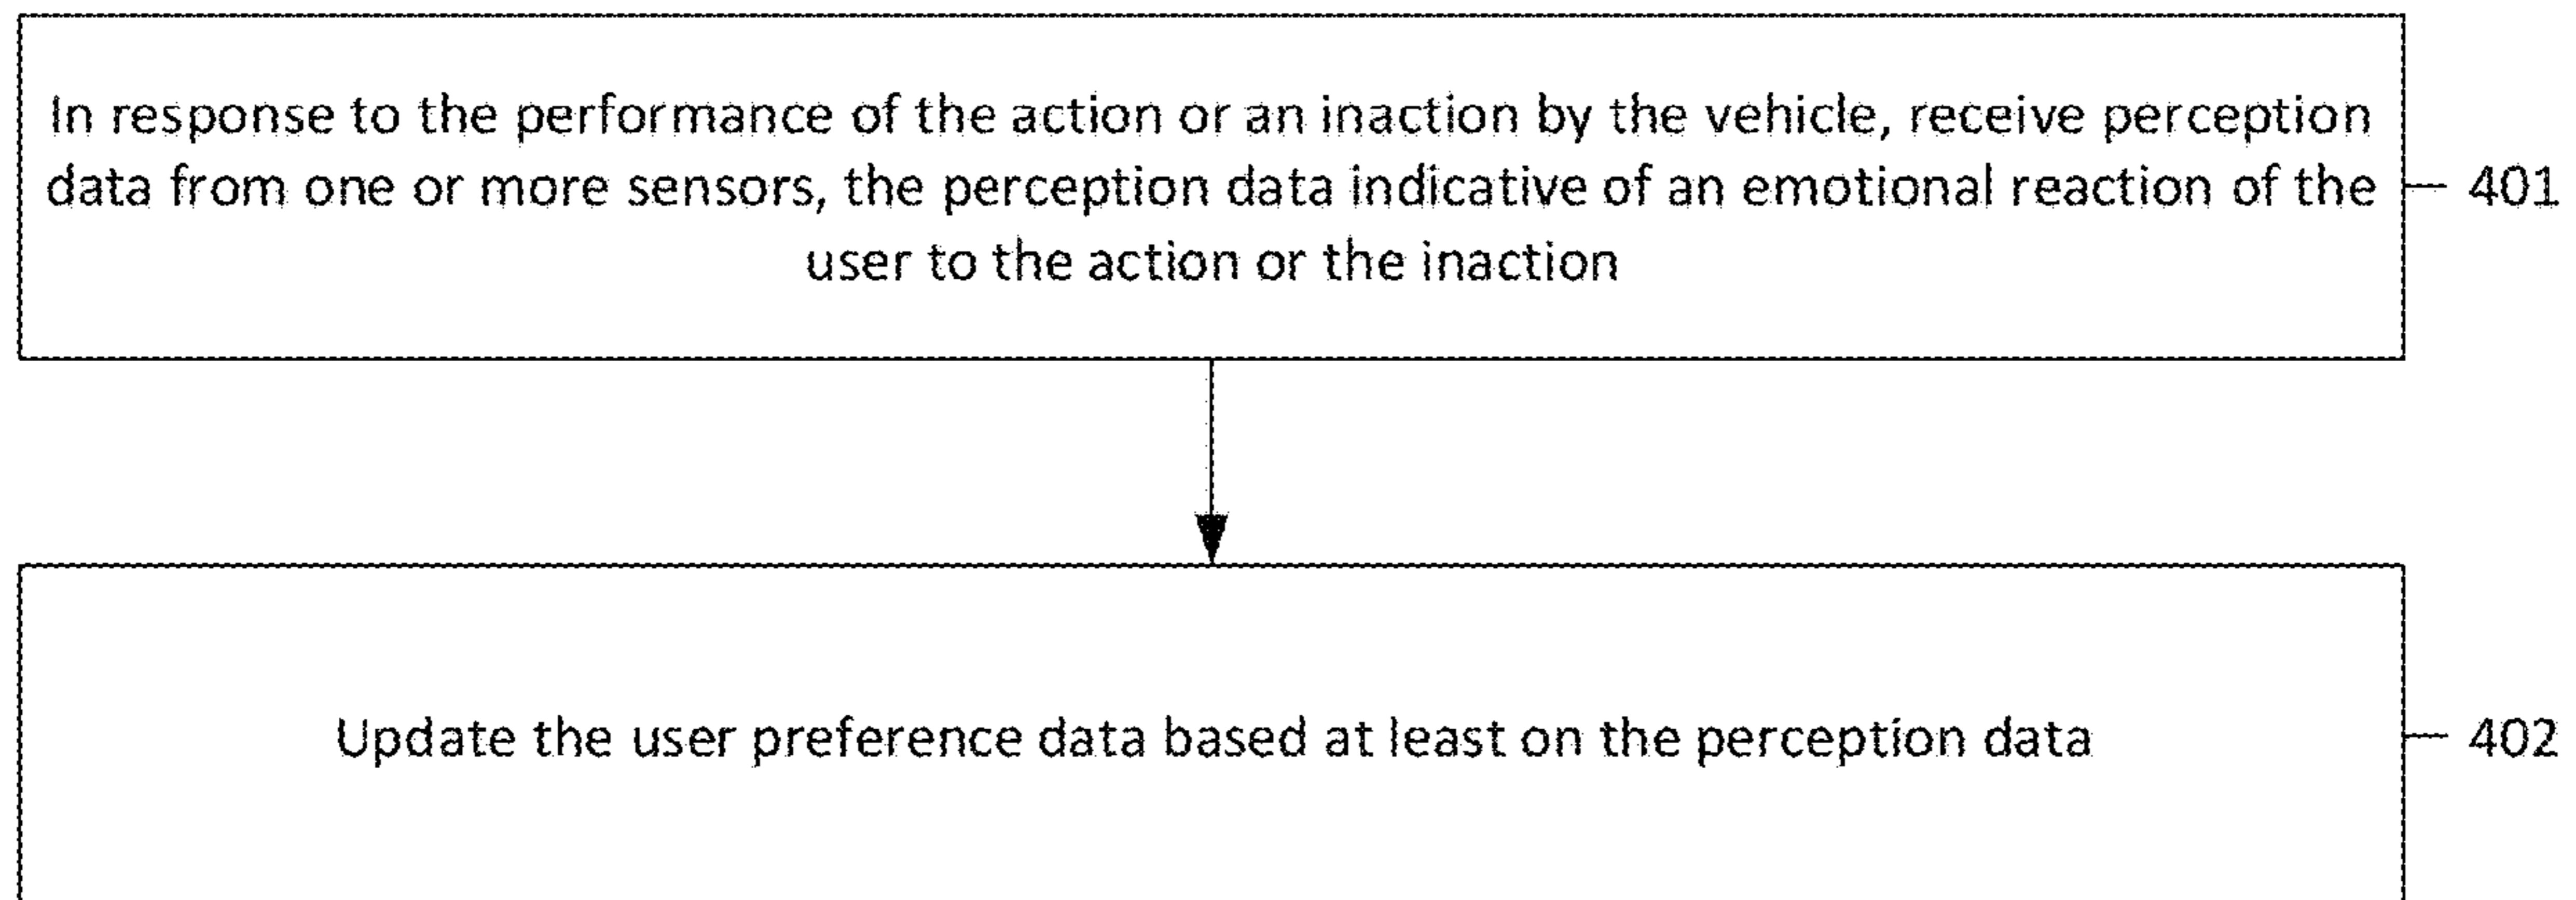 In response to the performance of the action or an inaction by the vehicle, receive perception
data from one or more sensors, the perception data indicative of an emotional reaction of the
user to the action or the inaction
401
Update the user preference data based at least on the perception data
402